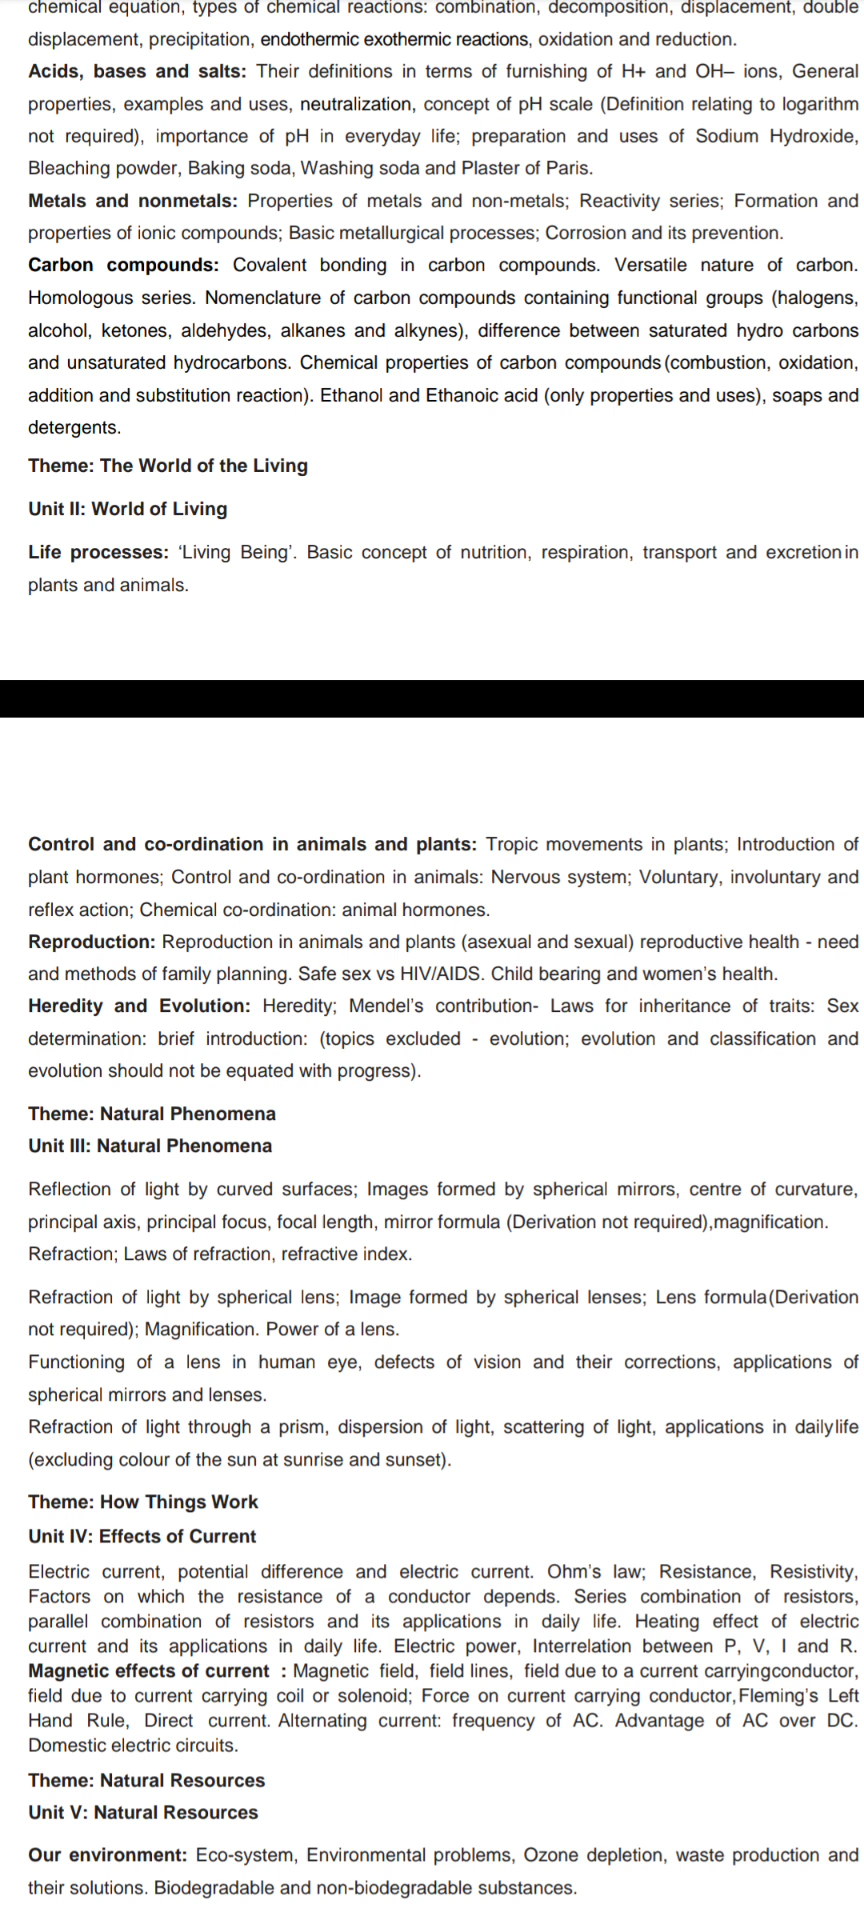 chemical equation, types of chemical reactions: combination, decomposition, displacement, double
displacement, precipitation, endothermic exothermic reactions, oxidation and reduction.
Acids, bases and salts: Their definitions in terms of furnishing of H+ and OH– ions, General
properties, examples and uses, neutralization, concept of pH scale (Definition relating to logarithm
not required), importance of pH in everyday life; preparation and uses of Sodium Hydroxide,
Bleaching powder, Baking soda, Washing soda and Plaster of Paris.
Metals and nonmetals: Properties of metals and non-metals; Reactivity series; Formation and
properties of ionic compounds; Basic metallurgical processes; Corrosion and its prevention.
Carbon compounds: Covalent bonding in carbon compounds. Versatile nature of carbon.
Homologous series. Nomenclature of carbon compounds containing functional groups (halogens,
alcohol, ketones, aldehydes, alkanes and alkynes), difference between saturated hydro carbons
and unsaturated hydrocarbons. Chemical properties of carbon compounds (combustion, oxidation,
addition and substitution reaction). Ethanol and Ethanoic acid (only properties and uses), soaps and
detergents.
Theme: The World of the Living
Unit II: World of Living
Life processes: ‘Living Being’. Basic concept of nutrition, respiration, transport and excretion in
plants and animals.
Control and co-ordination in animals and plants: Tropic movements in plants; Introduction of
plant hormones; Control and co-ordination in animals: Nervous system; Voluntary, involuntary and
reflex action; Chemical co-ordination: animal hormones.
Reproduction: Reproduction in animals and plants (asexual and sexual) reproductive health - need
and methods of family planning. Safe sex vs HIV/AIDS. Child bearing and women’s health.
Heredity and Evolution: Heredity; Mendel’s contribution- Laws for inheritance of traits: Sex
determination: brief introduction: (topics excluded - evolution; evolution and classification and
evolution should not be equated with progress).
Theme: Natural Phenomena
Unit III: Natural Phenomena
Reflection of light by curved surfaces; Images formed by spherical mirrors, centre of curvature,
principal axis, principal focus, focal length, mirror formula (Derivation not required),magnification.
Refraction; Laws of refraction, refractive index.
Refraction of light by spherical lens; Image formed by spherical lenses; Lens formula(Derivation
not required); Magnification. Power of a lens.
Functioning of a lens in human eye, defects of vision and their corrections, applications of
spherical mirrors and lenses.
Refraction of light through a prism, dispersion of light, scattering of light, applications in dailylife
(excluding colour of the sun at sunrise and sunset).
Theme: How Things Work
Unit IV: Effects of Current
Electric current, potential difference and electric current. Ohm’s law; Resistance, Resistivity,
Factors on which the resistance of a conductor depends. Series combination of resistors,
parallel combination of resistors and its applications in daily life. Heating effect of electric
current and its applications in daily life. Electric power, Interrelation between P, V, I and R.
Magnetic effects of current : Magnetic field, field lines, field due to a current carryingconductor,
field due to current carrying coil or solenoid; Force on current carrying conductor, Fleming’s Left
Hand Rule, Direct current. Alternating current: frequency of AC. Advantage of AC over DC.
Domestic electric circuits.
Theme: Natural Resources
Unit V: Natural Resources
Our environment: Eco-system, Environmental problems, Ozone depletion, waste production and
their solutions. Biodegradable and non-biodegradable substances.